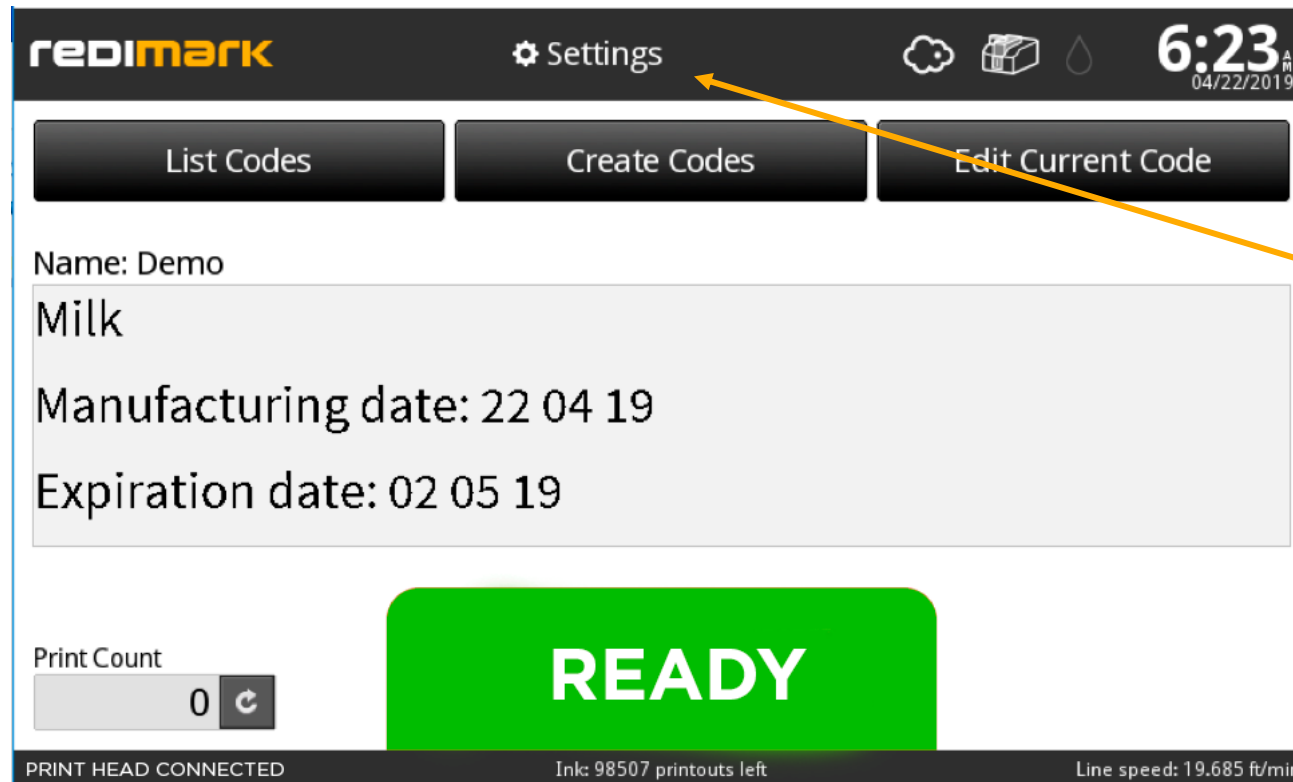 redimark
Settings
6:23 AM
04/22/2019
List Codes
Create Codes
Edit Current Code
Name: Demo
Milk
Manufacturing date: 22 04 19
Expiration date: 02 05 19
Print Count
0
READY
PRINT HEAD CONNECTED
Ink: 98507 printouts left
Line speed: 19.685 ft/min